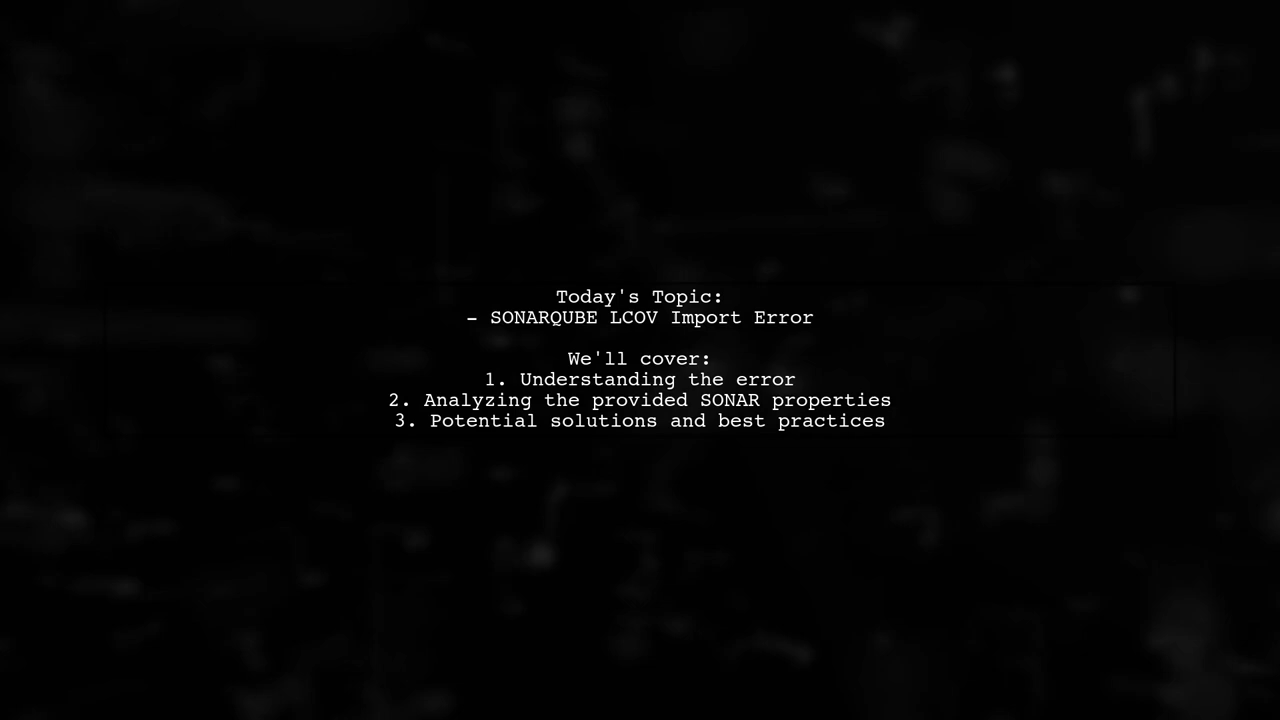 Today's Topic:
- SONARQUBE LCOV Import Error
We'll cover:
1. Understanding the error
2. Analyzing the provided SONAR properties
3. Potential solutions and best practices